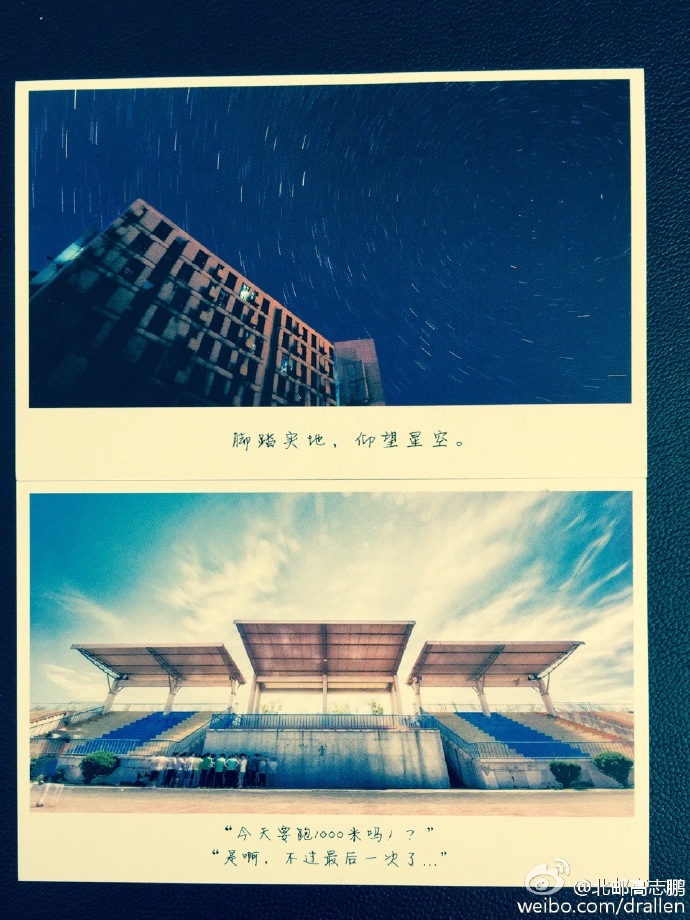 脚踏实地，仰望星空。
“今天要跑1000米吗！？”
“是啊，不过最后一次了...”
@北邮高志鹏
weibo.com/drallen